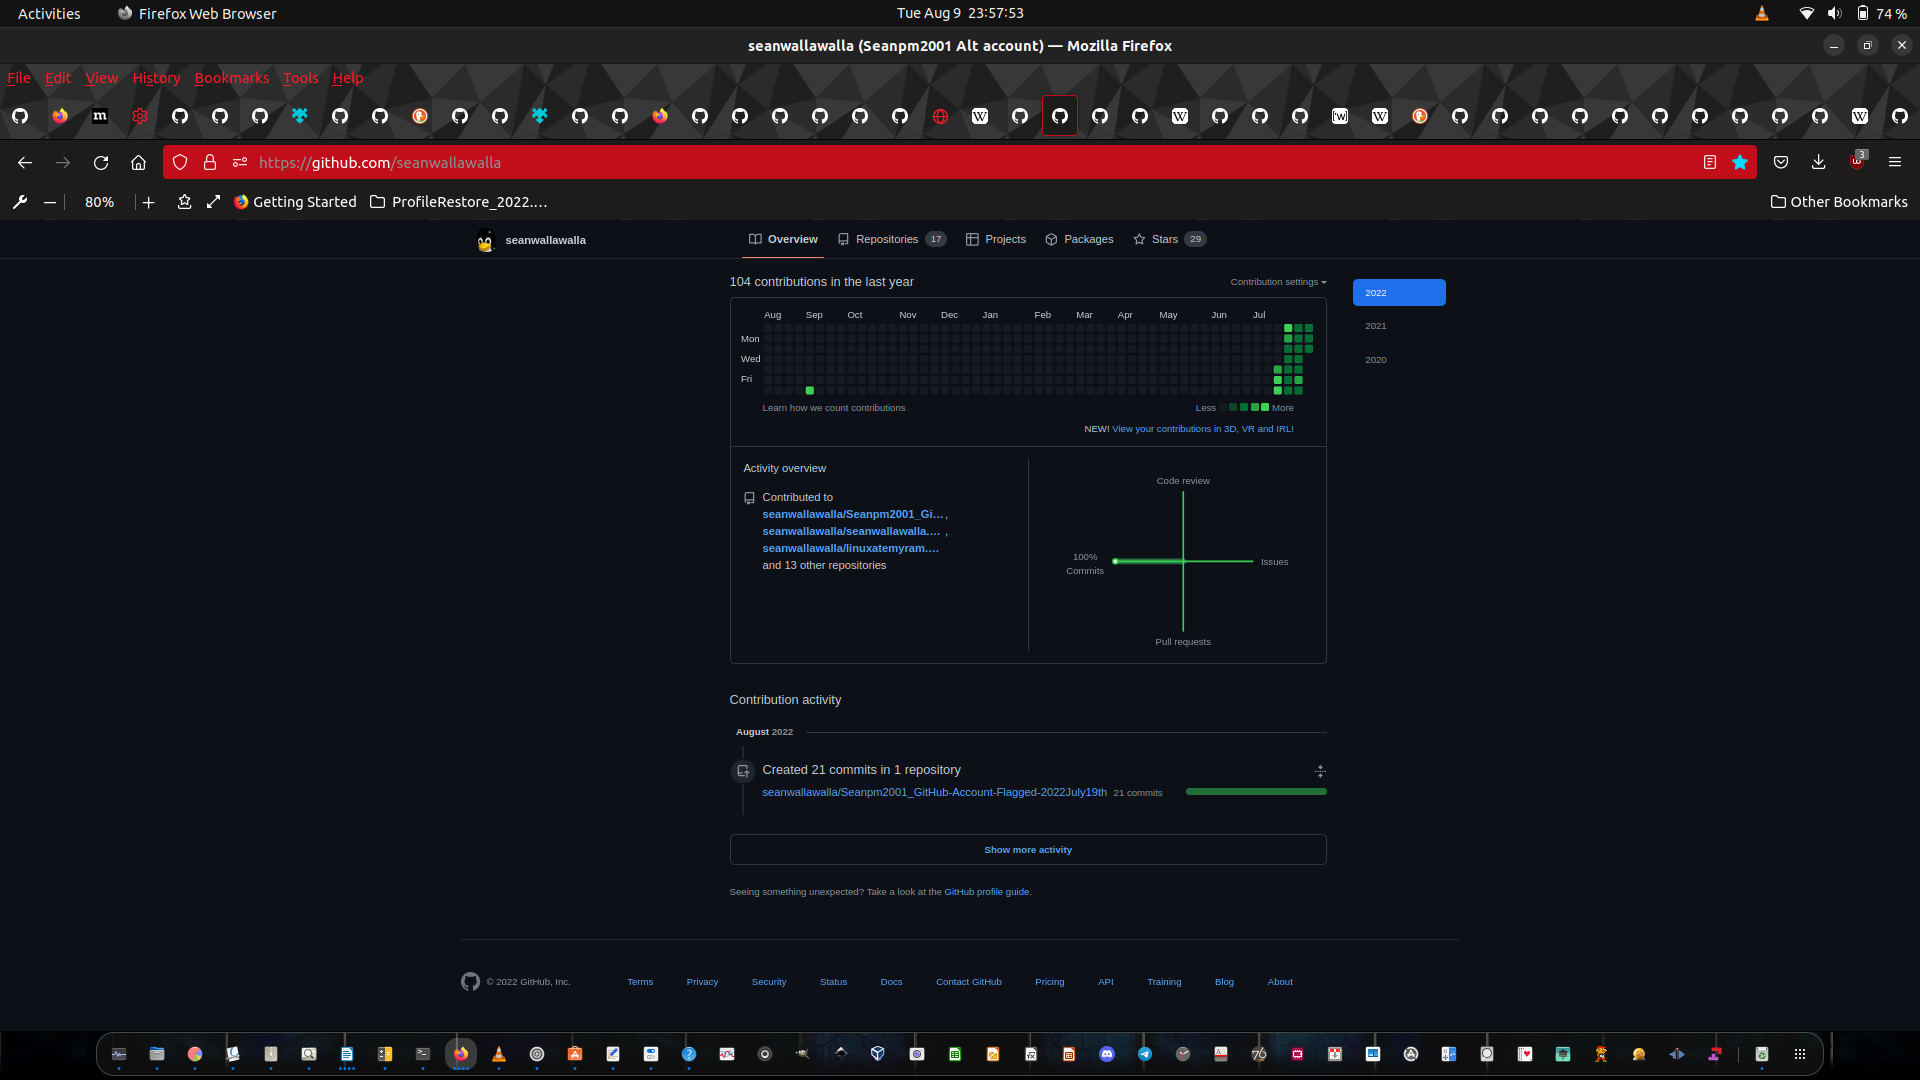 Activities
Firefox Web Browser
Tue Aug 9 23:57:53
74 %
seanwallawalla (Seanpm2001 Alt account) — Mozilla Firefox
File Edit View History Bookmarks Tools Help
https://github.com/seanwallawalla
3
80%
Getting Started
ProfileRestore_2022....
Other Bookmarks
seanwallawalla
Overview
Repositories 17
Projects
Packages
Stars 29
104 contributions in the last year
Contribution settings
2022
2021
2020
Aug Sep Oct Nov Dec Jan Feb Mar Apr May Jun Jul
Mon
Wed
Fri
Learn how we count contributions
Less More
NEW! View your contributions in 3D, VR and IRL!
Activity overview
Contributed to
seanwallawalla/Seanpm2001_Gi… ,
seanwallawalla/seanwallawalla.… ,
seanwallawalla/linuxatemyram.…
and 13 other repositories
Code review
100%
Commits
Issues
Pull requests
Contribution activity
August 2022
Created 21 commits in 1 repository
seanwallawalla/Seanpm2001_GitHub-Account-Flagged-2022July19th 21 commits
Show more activity
Seeing something unexpected? Take a look at the GitHub profile guide.
© 2022 GitHub, Inc.
Terms
Privacy
Security
Status
Docs
Contact GitHub
Pricing
API
Training
Blog
About